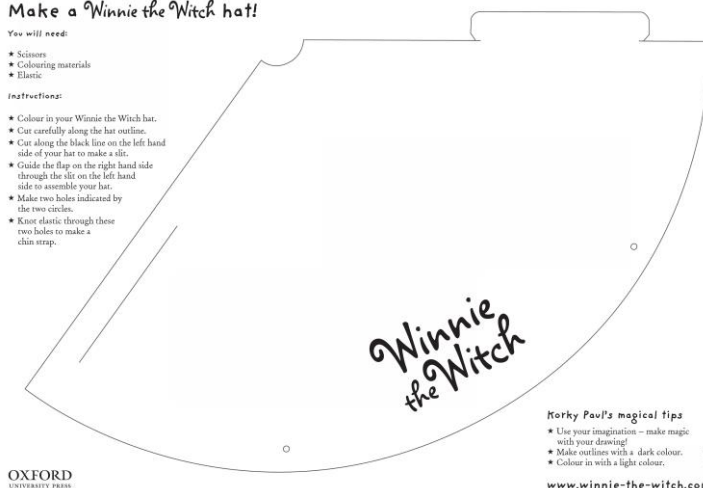 Make a Winnie the Witch hat!
You will need:
★ Scissors
★ Colouring materials
★ Elastic
Instructions:
★ Colour in your Winnie the Witch hat.
★ Cut carefully along the hat outline.
★ Cut along the black line on the left hand
side of your hat to make a slit.
★ Guide the flap on the right hand side
through the slit on the left hand
side to assemble your hat.
★ Make two holes indicated by
the two circles.
★ Knot elastic through these
two holes to make a
chin strap.
Winnie
the Witch
Korky Paul's magical tips
★ Use your imagination – make magic
with your drawing!
★ Make outlines with a dark colour.
★ Colour in with a light colour.
www.winnie-the-witch.com
OXFORD
UNIVERSITY PRESS